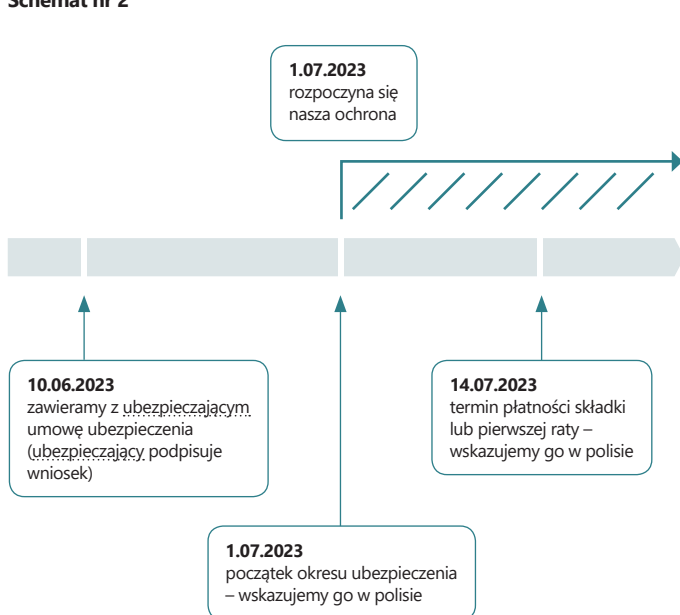 Schemat nr 2
1.07.2023
rozpoczyna się
nasza ochrona
10.06.2023
zawieramy z ubezpieczającym
umowę ubezpieczenia
(ubezpieczający podpisuje
wniosek)
14.07.2023
termin płatności składki
lub pierwszej raty –
wskazujemy go w polisie
1.07.2023
początek okresu ubezpieczenia
– wskazujemy go w polisie